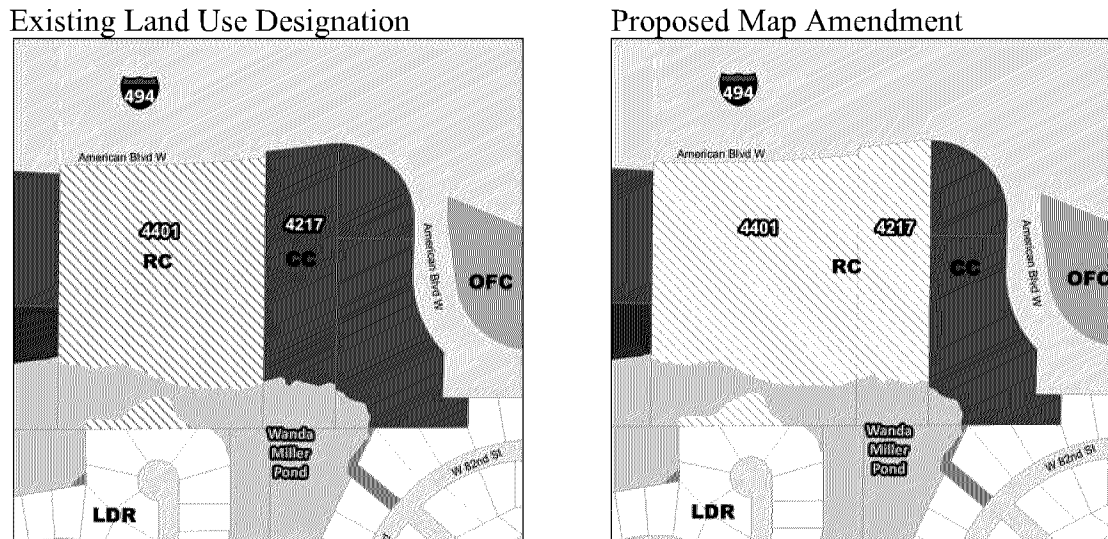 Existing Land Use Designation
494
American Blvd W
4401
RC
4217
CC
American Blvd W
OFC
Wanda
Miller
Pond
W 82nd St
LDR
Proposed Map Amendment
494
American Blvd W
4401
4217
RC
CC
American Blvd W
OFC
Wanda
Miller
Pond
W 82nd St
LDR